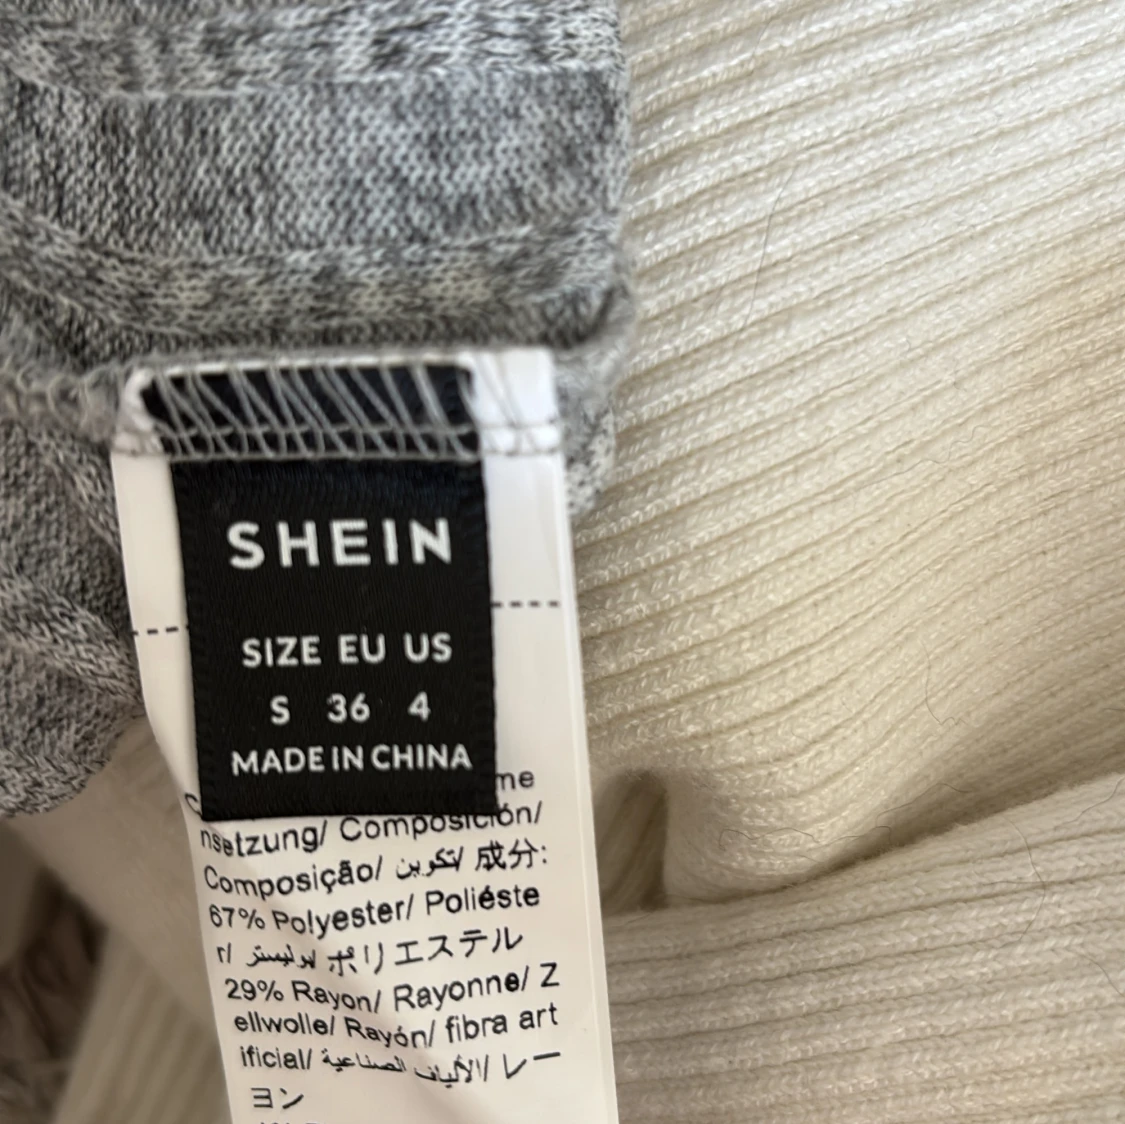 SHEIN
SIZE EU US
S 36 4
MADE IN CHINA
me
nsetzung/ Composición/
Composição/ تكوين/ 成分:
67% Polyester/ Poliéste
r/ بوليستر ポリエステル
29% Rayon/ Rayonne/ Z
ellwolle/ Rayón/ fibra art
ificial/ الألياف الصناعية/ レー
ヨン